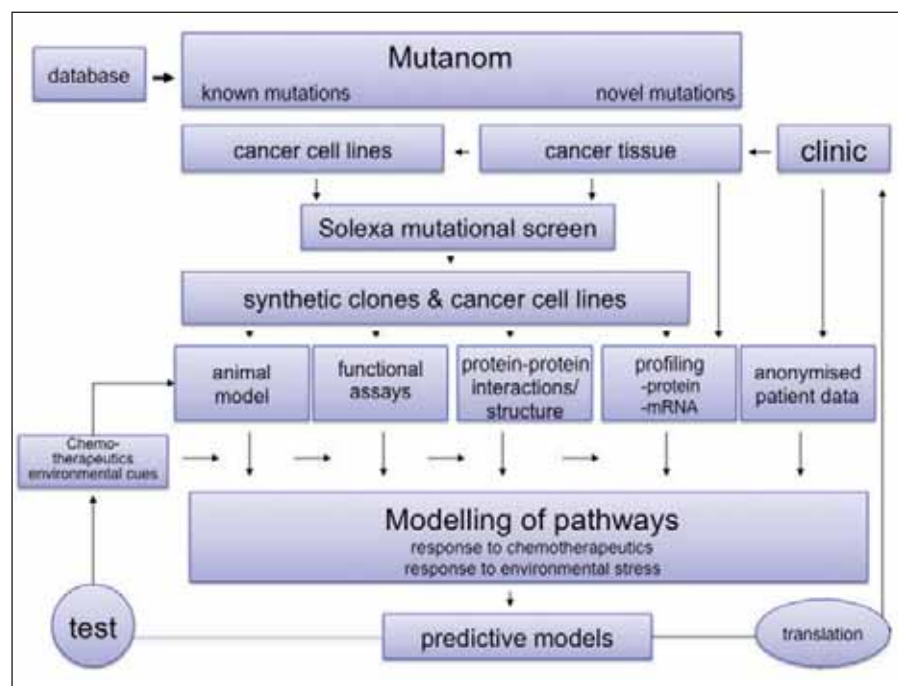 Mutanom
database
known mutations
novel mutations
cancer cell lines
cancer tissue
clinic
Solexa mutational screen
synthetic clones & cancer cell lines
animal
model
functional
assays
protein-protein
interactions/
structure
profiling
-protein
-mRNA
anonymised
patient data
Chemo-
therapeutics
environmental cues
Modelling of pathways
response to chemotherapeutics
response to environmental stress
test
predictive models
translation